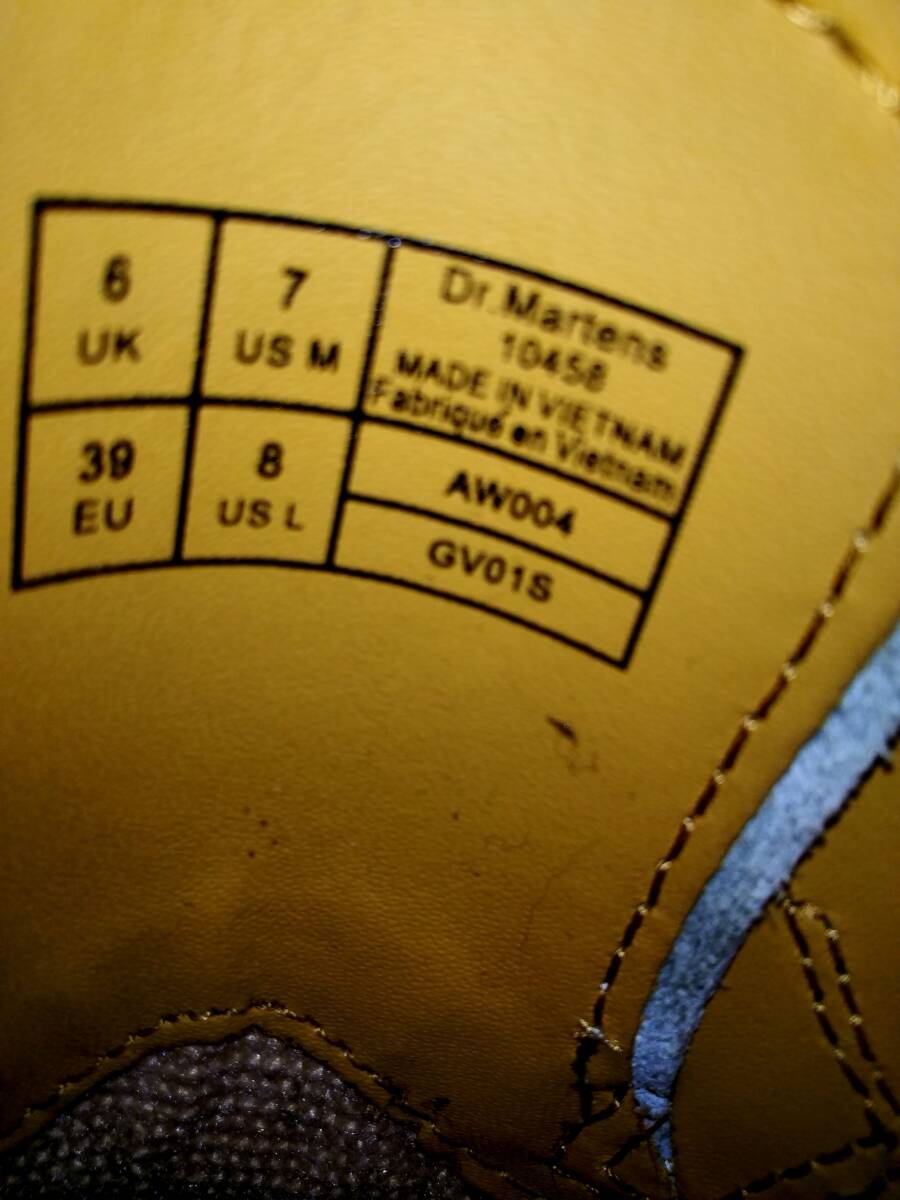 6
UK
7
US M
Dr.Martens
10458
MADE IN VIETNAM
Fabriqué en Vietnam
39
EU
8
US L
AW004
GV01S